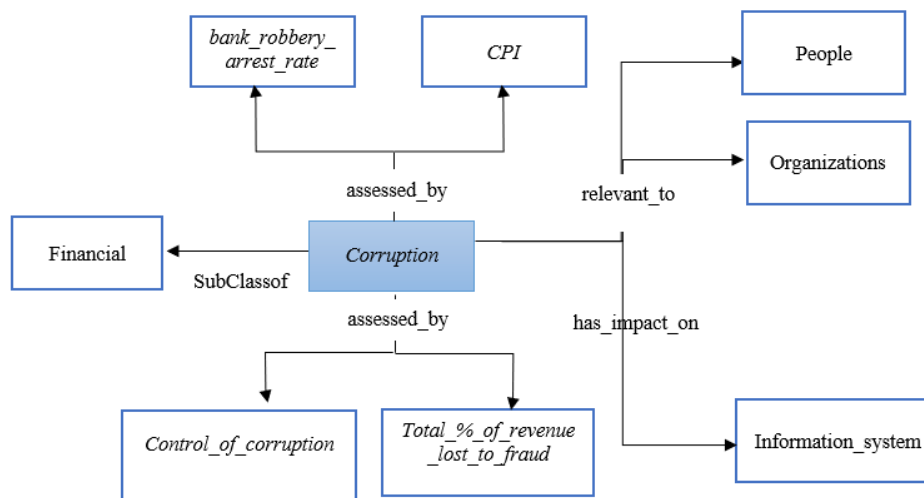 bank_robbery_
arrest_rate
CPI
People
Organizations
assessed_by
relevant_to
Financial
Corruption
SubClassof
assessed_by
has_impact_on
Control_of_corruption
Total_%_of_revenue
_lost_to_fraud
Information_system